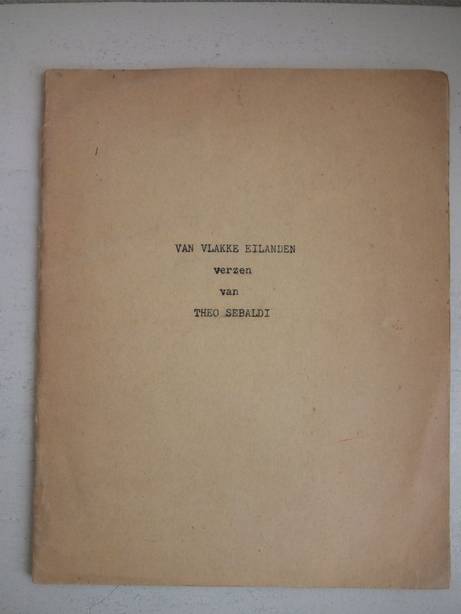 VAN VLAKKE EILANDEN
verzen
van
THEO SEBALDI